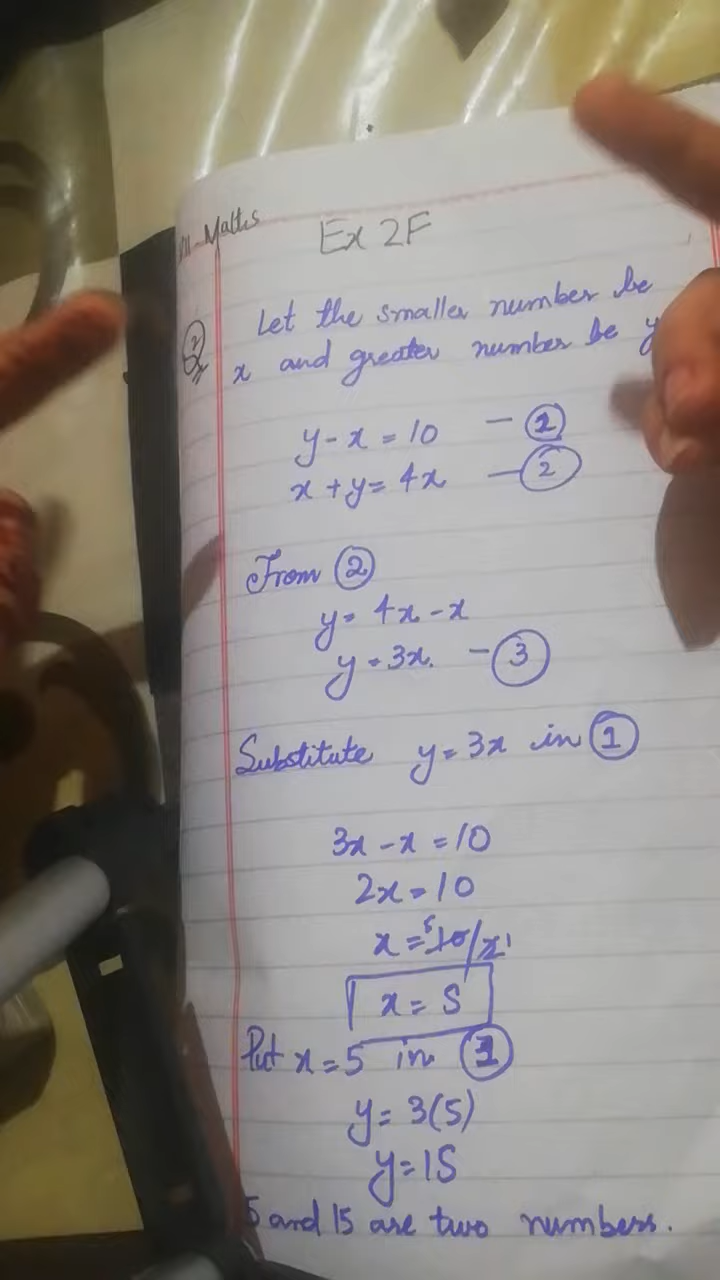 Maths
Ex 2F
Let the smaller number be
x and greater number be y
y - x = 10 — ①
x + y = 4x — ②
From ②
y = 4x - x
y = 3x. — ③
Substitute y = 3x in ①
3x - x = 10
2x = 10
x = 10/2
x = 5
Put x = 5 in
y = 3(5)
y = 15
5 and 15 are two numbers.